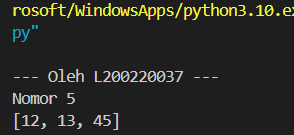 rosoft/WindowsApps/python3.10.ex
py"
--- Oleh L200220037 ---
Nomor 5
[12, 13, 45]